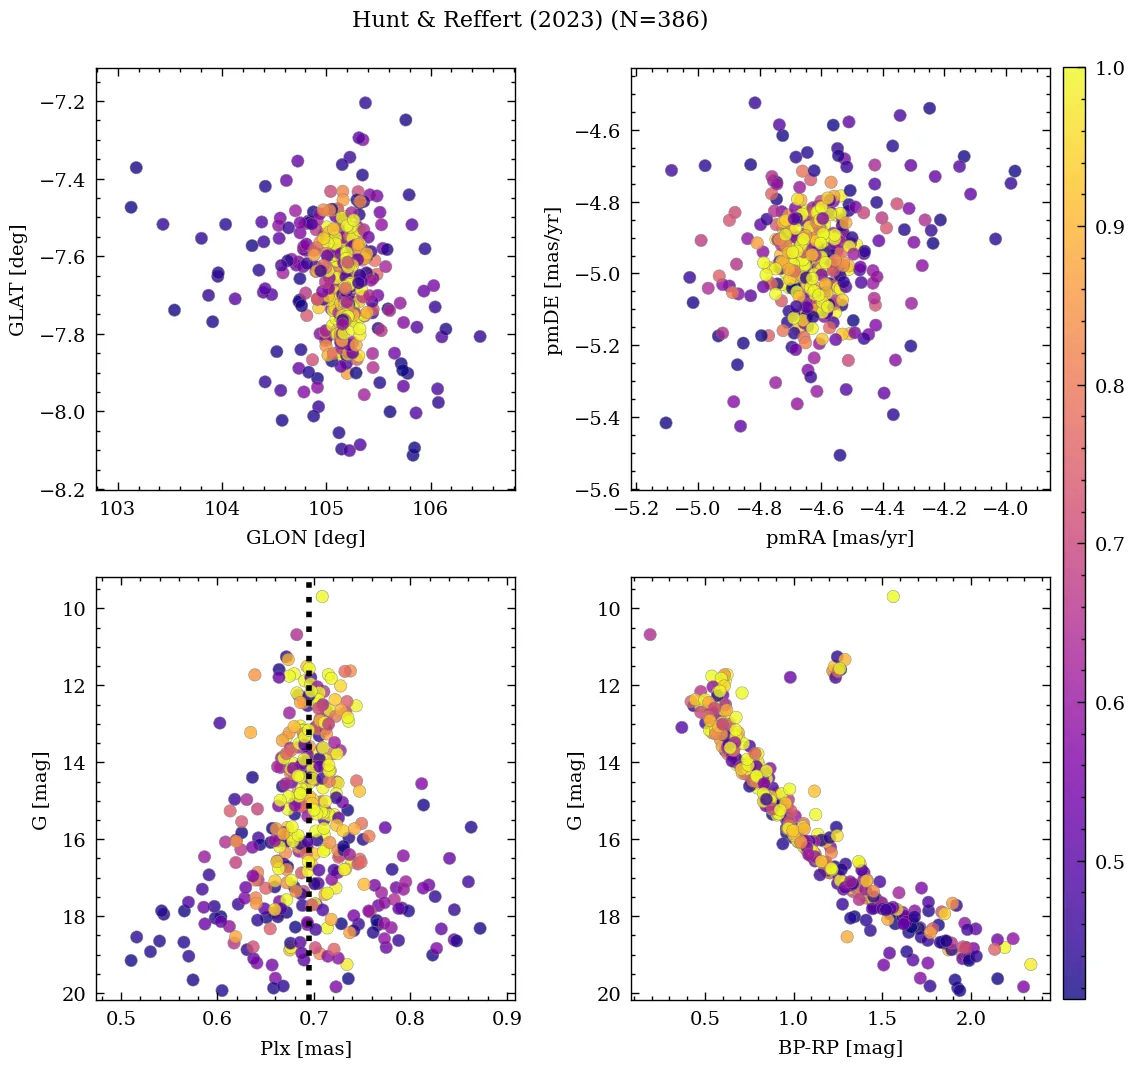 Hunt & Reffert (2023) (N=386)
−7.2
−7.4
−7.6
−7.8
−8.0
−8.2
GLAT [deg]
103 104 105 106
GLON [deg]
−4.6
−4.8
−5.0
−5.2
−5.4
−5.6
pmDE [mas/yr]
−5.2 −5.0 −4.8 −4.6 −4.4 −4.2 −4.0
pmRA [mas/yr]
10
12
14
16
18
20
G [mag]
0.5 0.6 0.7 0.8 0.9
Plx [mas]
10
12
14
16
18
20
G [mag]
0.5 1.0 1.5 2.0
BP-RP [mag]
1.0
0.9
0.8
0.7
0.6
0.5